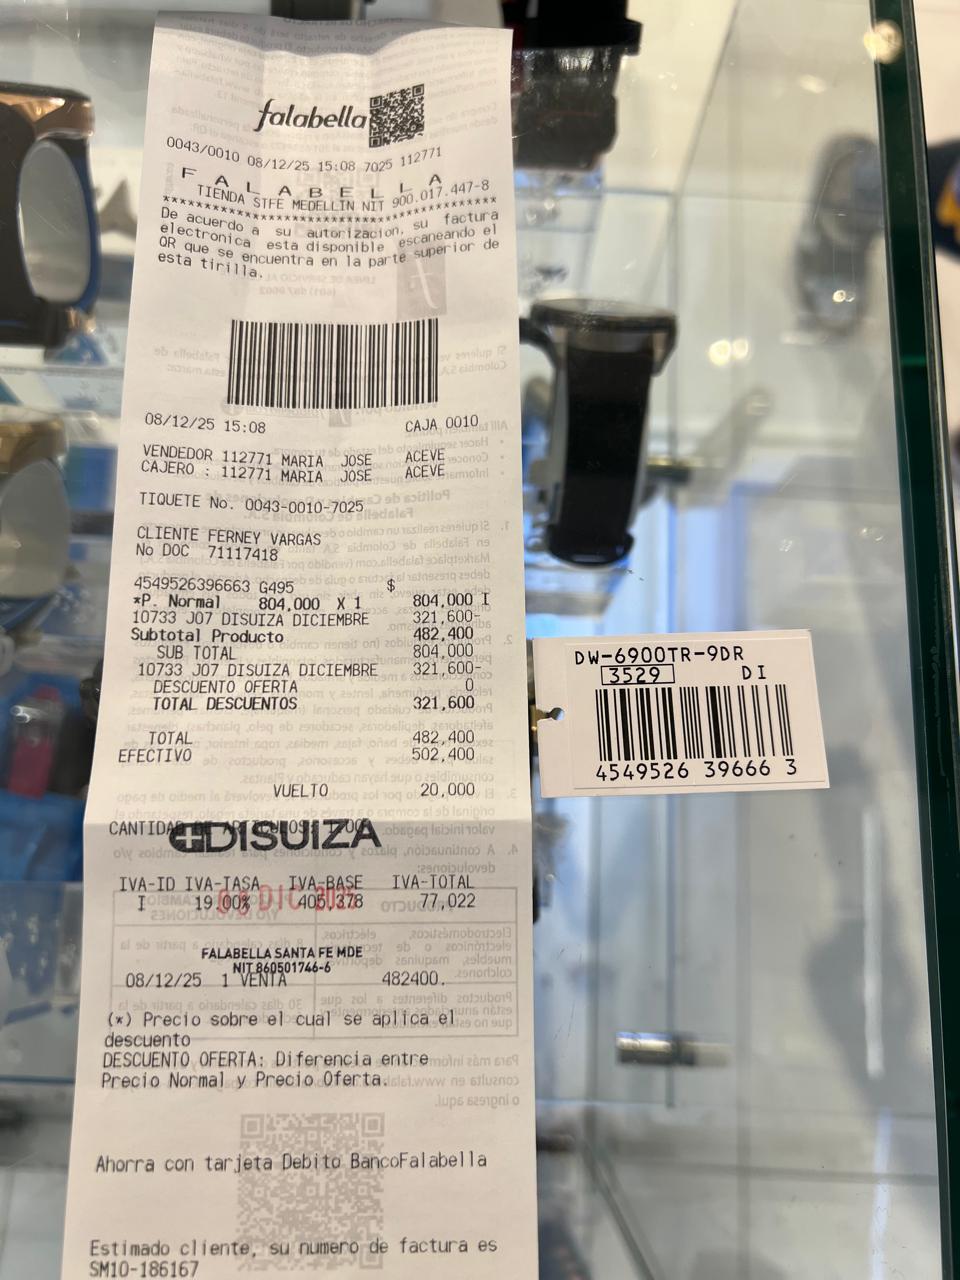 falabella
0043/0010 08/12/25 15:08 7025 112771
F A L A B E L L A
TIENDA STFE MEDELLIN NIT 900.017.447-8
****************************************
De acuerdo a su autorizacion, su factura
electronica esta disponible escaneando el
QR que se encuentra en la parte superior de
esta tirilla.
08/12/25 15:08 CAJA 0010
VENDEDOR 112771 MARIA JOSE ACEVE
CAJERO : 112771 MARIA JOSE ACEVE
TIQUETE No. 0043-0010-7025
CLIENTE FERNEY VARGAS
No DOC 71117418
4549526396663 G495 $
*P. Normal 804,000 X 1 804,000 I
10733 J07 DISUIZA DICIEMBRE 321,600-
Subtotal Producto 482,400
SUB TOTAL 804,000
10733 J07 DISUIZA DICIEMBRE 321,600-
DESCUENTO OFERTA 0
TOTAL DESCUENTOS 321,600
TOTAL 482,400
EFECTIVO 502,400
VUELTO 20,000
CANTIDAD DE ARTICULOS: 1.00
DISUIZA
IVA-ID IVA-TASA IVA-BASE IVA-TOTAL
I 19.00% 405,378 77,022
08 DIC 2025
FALABELLA SANTA FE MDE
NIT 860501746-6
08/12/25 1 VENTA 482400.
(*) Precio sobre el cual se aplica el
descuento
DESCUENTO OFERTA: Diferencia entre
Precio Normal y Precio Oferta.
Ahorra con tarjeta Debito BancoFalabella
Estimado cliente, su numero de factura es
SM10-186167
DW-6900TR-9DR
3529 DI
4549526 39666 3